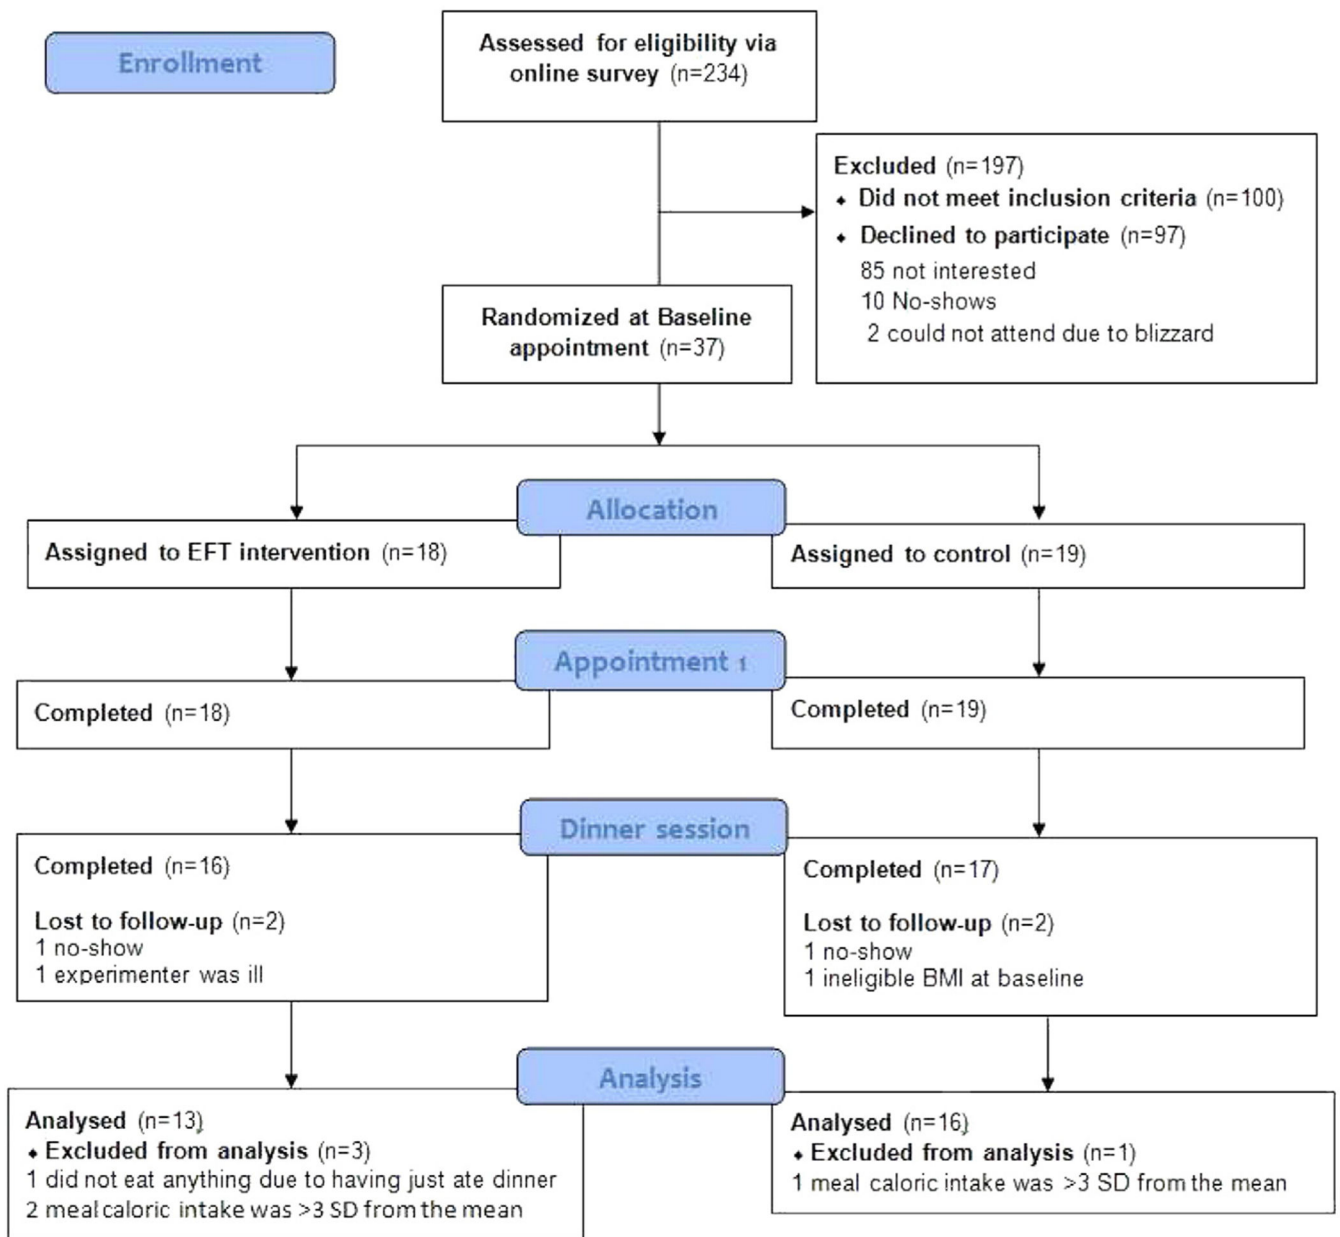 Enrollment
Assessed for eligibility via
online survey (n=234)
Excluded (n=197)
⬥ Did not meet inclusion criteria (n=100)
⬥ Declined to participate (n=97)
85 not interested
10 No-shows
2 could not attend due to blizzard
Randomized at Baseline
appointment (n=37)
Allocation
Assigned to EFT intervention (n=18)
Assigned to control (n=19)
Appointment 1
Completed (n=18)
Completed (n=19)
Dinner session
Completed (n=16)
Lost to follow-up (n=2)
1 no-show
1 experimenter was ill
Completed (n=17)
Lost to follow-up (n=2)
1 no-show
1 ineligible BMI at baseline
Analysis
Analysed (n=13)
⬥ Excluded from analysis (n=3)
1 did not eat anything due to having just ate dinner
2 meal caloric intake was >3 SD from the mean
Analysed (n=16)
⬥ Excluded from analysis (n=1)
1 meal caloric intake was >3 SD from the mean